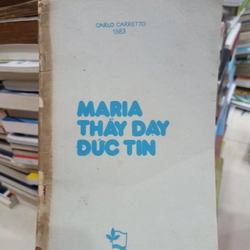 CARLO CARRETTO
1983
MARIA
THẦY DẠY
ĐỨC TIN